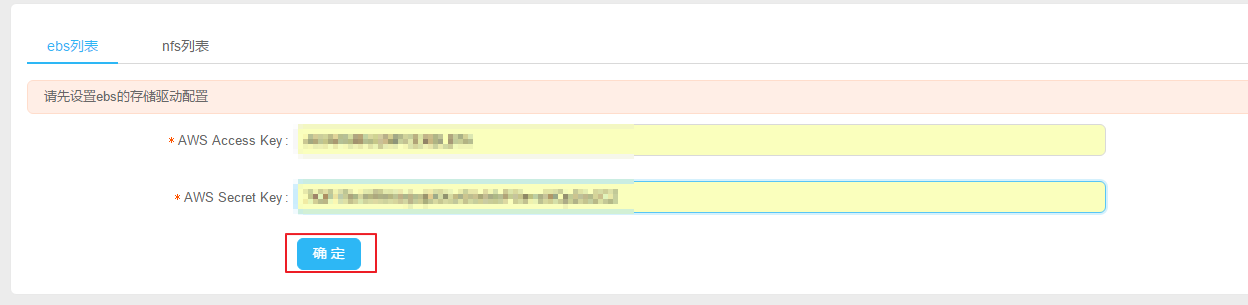 ebs列表 nfs列表
请先设置ebs的存储驱动配置
* AWS Access Key :
* AWS Secret Key :
确 定